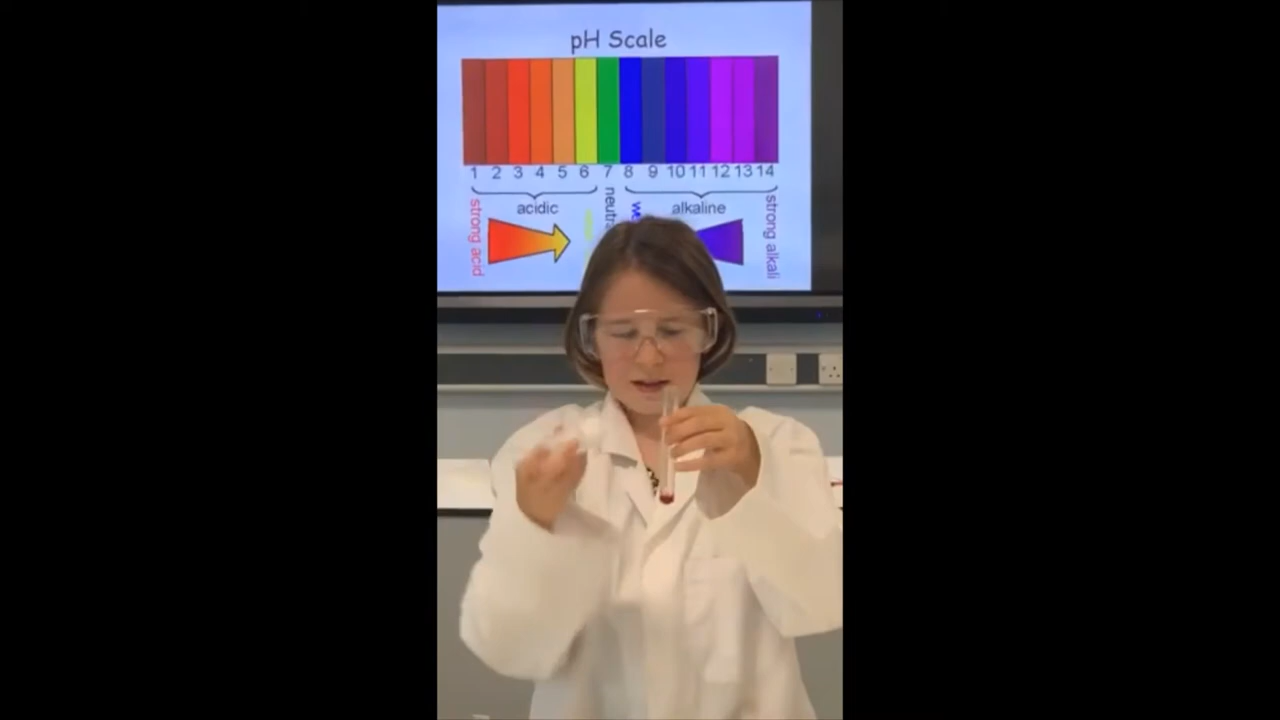 pH Scale
1 2 3 4 5 6 7 8 9 10 11 12 13 14
acidic
alkaline
strong acid
strong alkali